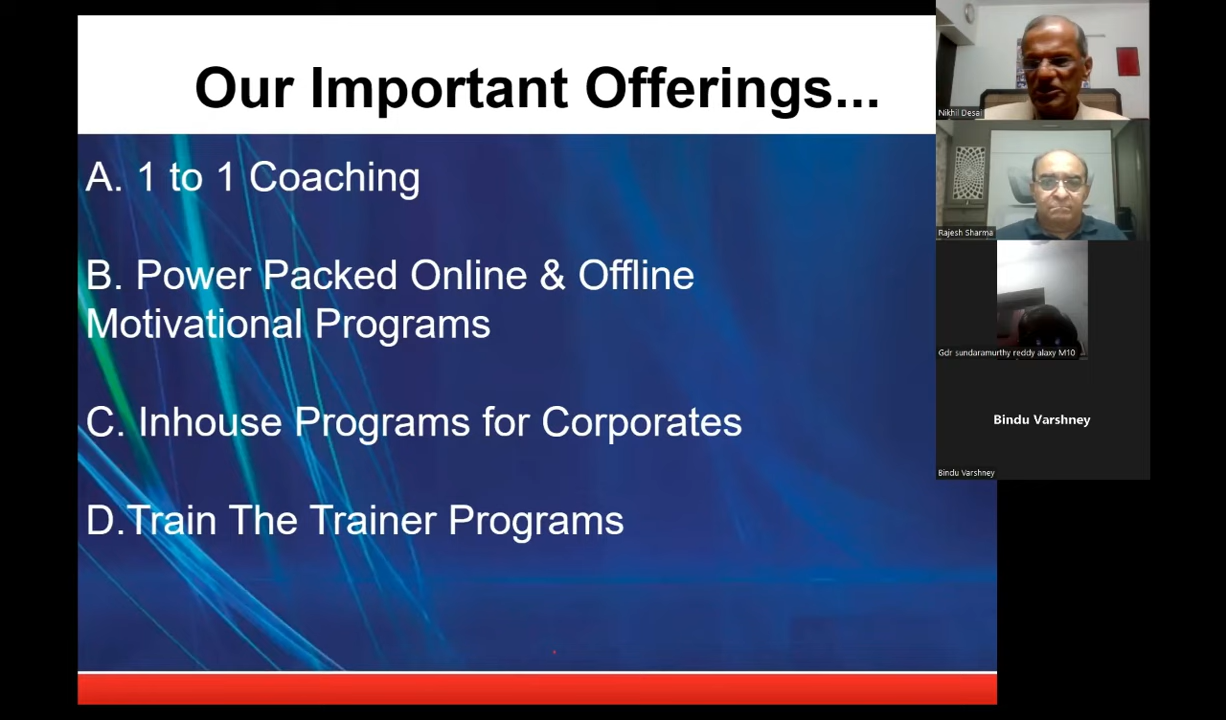 Our Important Offerings...
A. 1 to 1 Coaching
B. Power Packed Online & Offline
Motivational Programs
C. Inhouse Programs for Corporates
D.Train The Trainer Programs
Nikhil Desai
Rajesh Sharma
Gdr sundaramurthy reddy alaxy M10
Bindu Varshney
Bindu Varshney